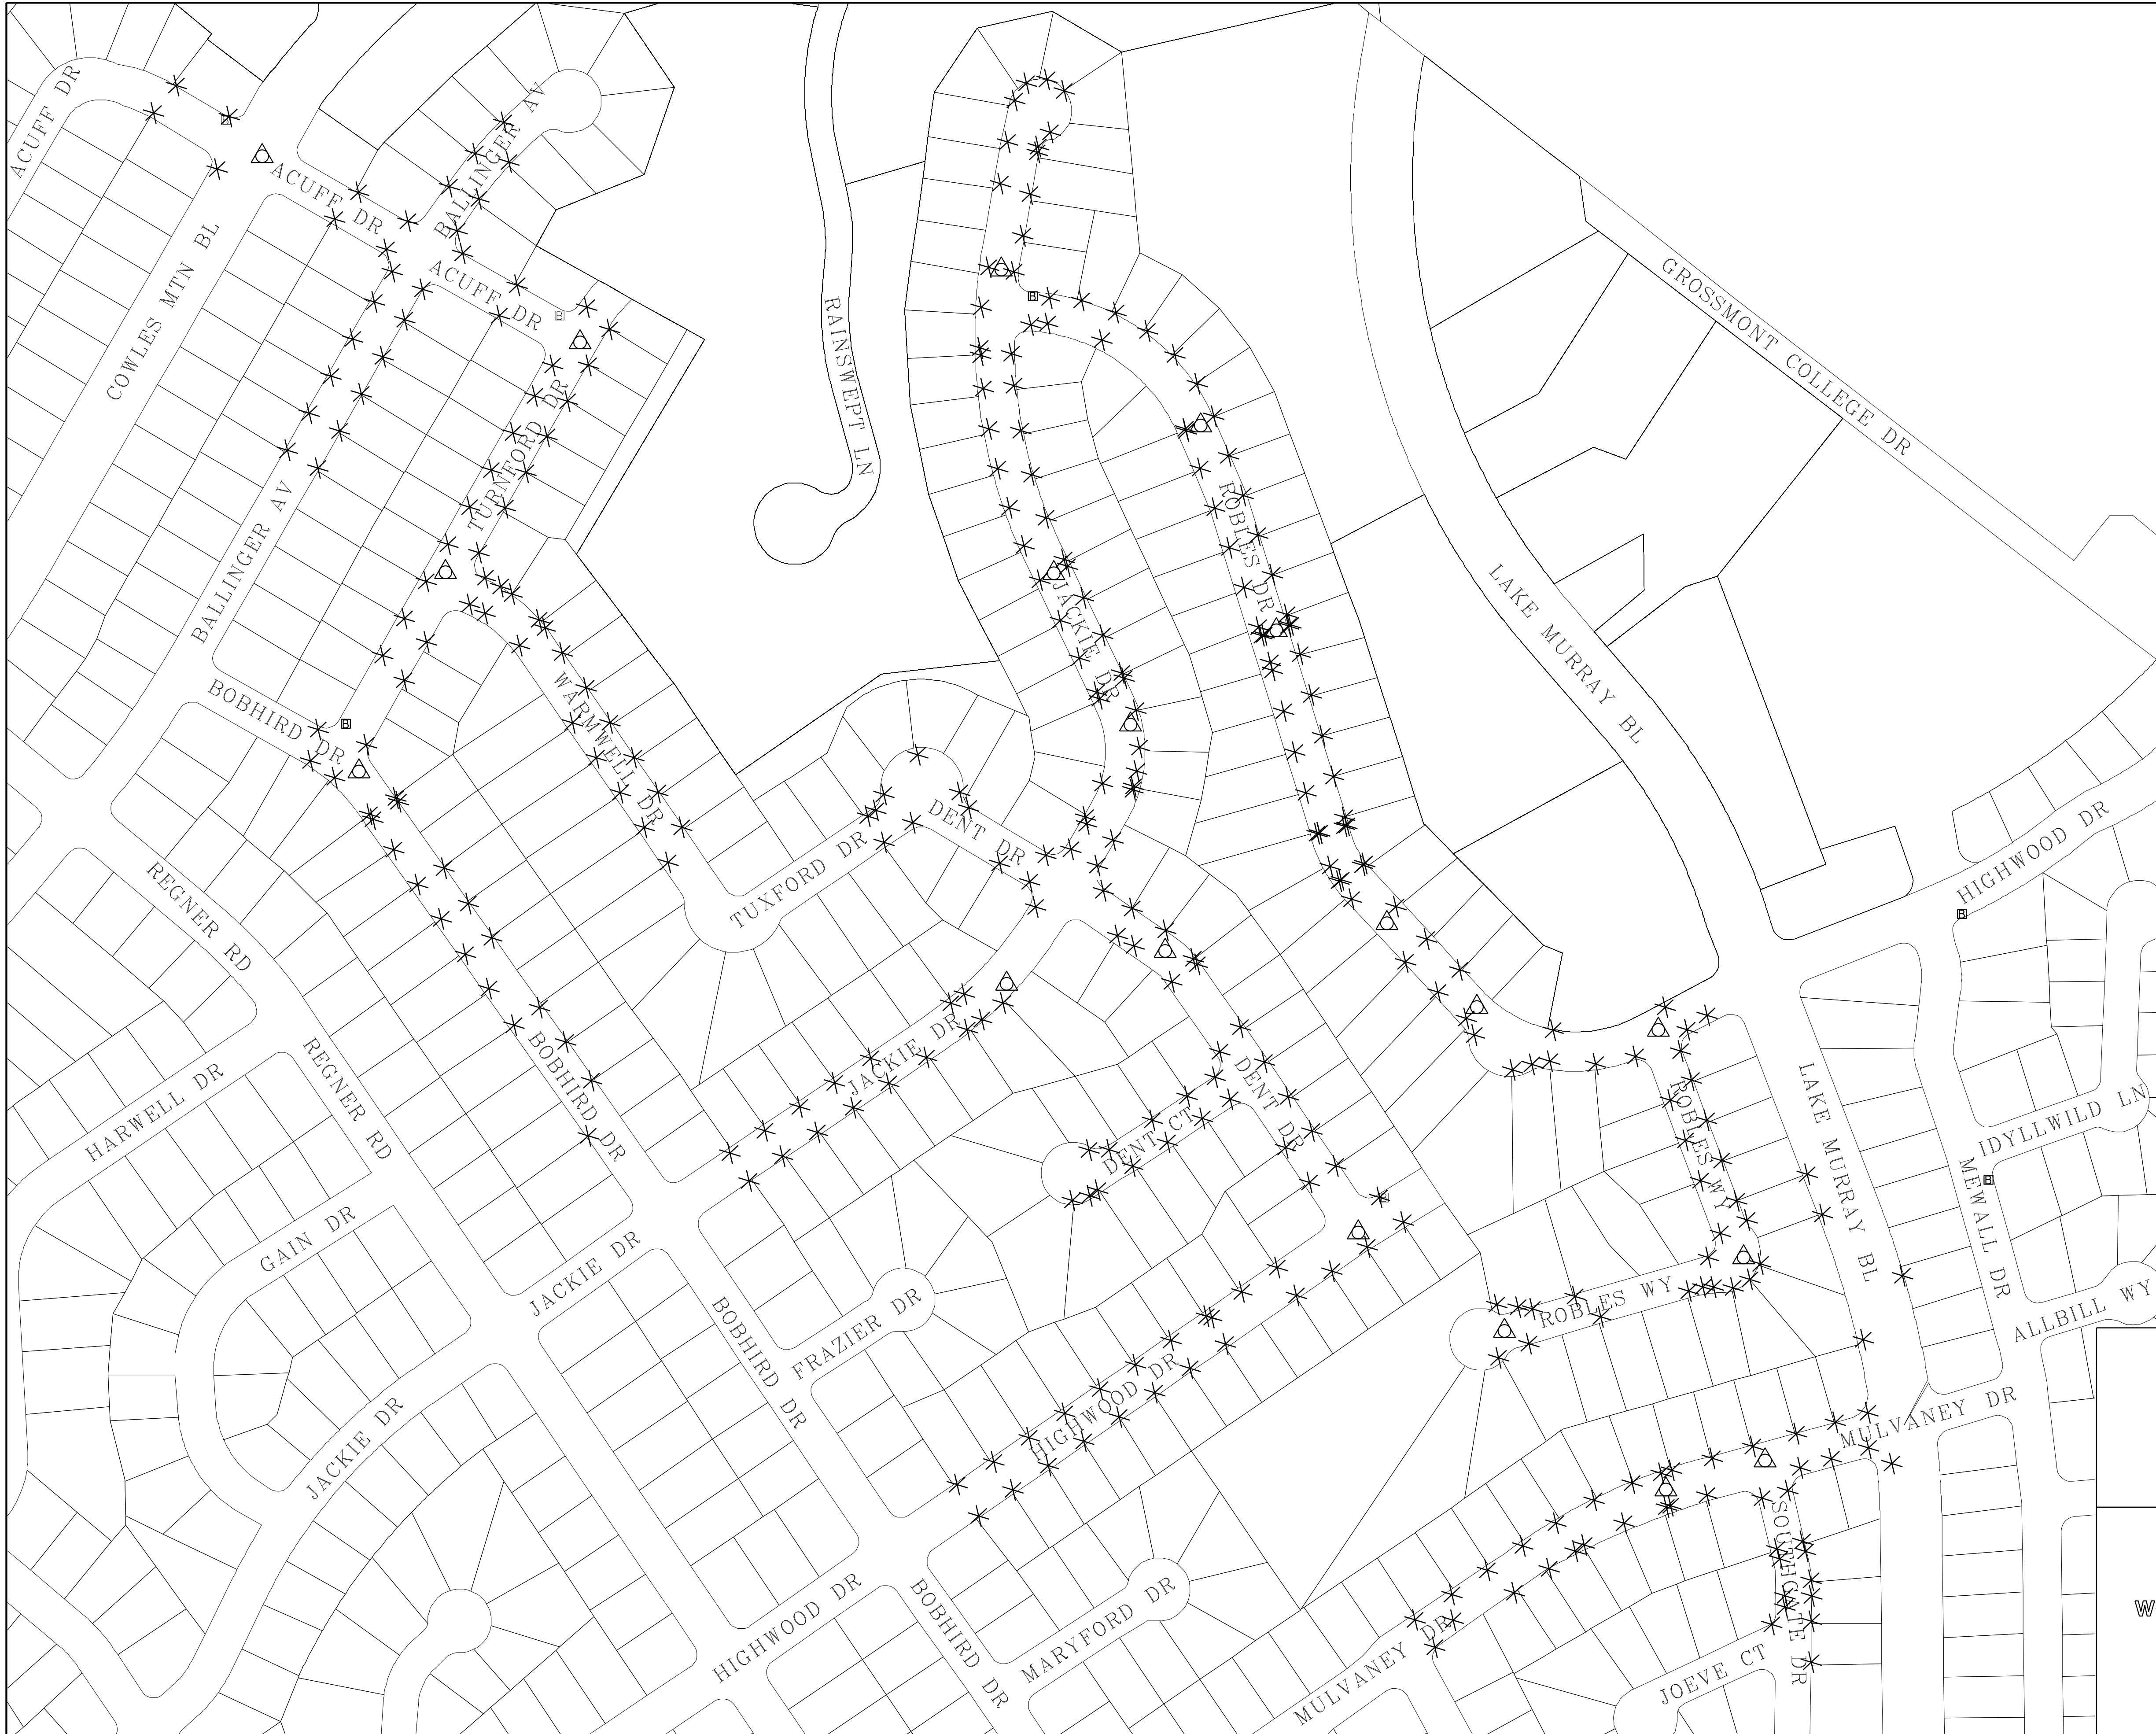 ACUFF DR
BALLINGER AV
ACUFF DR
COWLES MTN BL
ACUFF DR
GROSSMONT COLLEGE DR
RAINSWEPT LN
TURNFORD DR
BALLINGER AV
ROBLES DR
LAKE MURRAY BL
JACKIE DR
BOBHIRD DR
WARMWELL DR
DENT DR
TUXFORD DR
HIGHWOOD DR
REGNER RD
JACKIE DR
BOBHIRD DR
REGNER RD
HARWELL DR
DENT DR
DENT CT
ROBLES WY
LAKE MURRAY BL
IDYLLWILD LN
MEWALL DR
GAIN DR
JACKIE DR
ROBLES WY
ALLBILL WY
BOBHIRD DR
FRAZIER DR
HIGHWOOD DR
MULVANEY DR
JACKIE DR
SOUTHGATE DR
HIGHWOOD DR
BOBHIRD DR
MARYFORD DR
MULVANEY DR
JOEVE CT
W